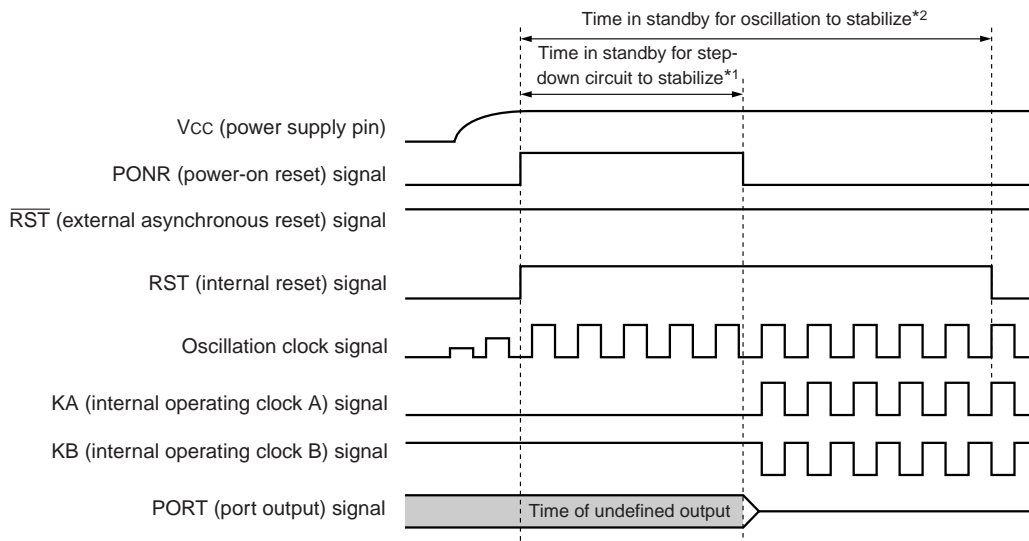 Time in standby for oscillation to stabilize*2
Time in standby for step-
down circuit to stabilize*1
VCC (power supply pin)
PONR (power-on reset) signal
RST (external asynchronous reset) signal
RST (internal reset) signal
Oscillation clock signal
KA (internal operating clock A) signal
KB (internal operating clock B) signal
PORT (port output) signal
Time of undefined output